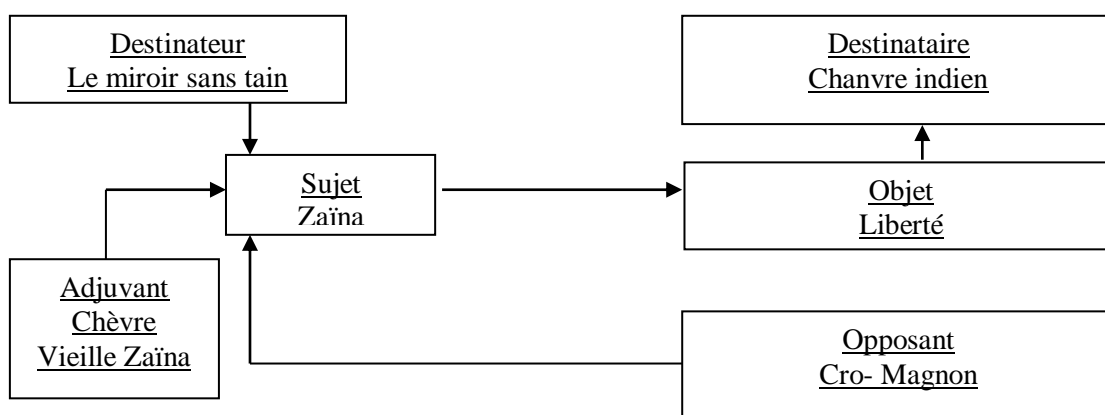 Destinateur
Le miroir sans tain
Destinataire
Chanvre indien
Sujet
Zaïna
Objet
Liberté
Adjuvant
Chèvre
Vieille Zaïna
Opposant
Cro- Magnon